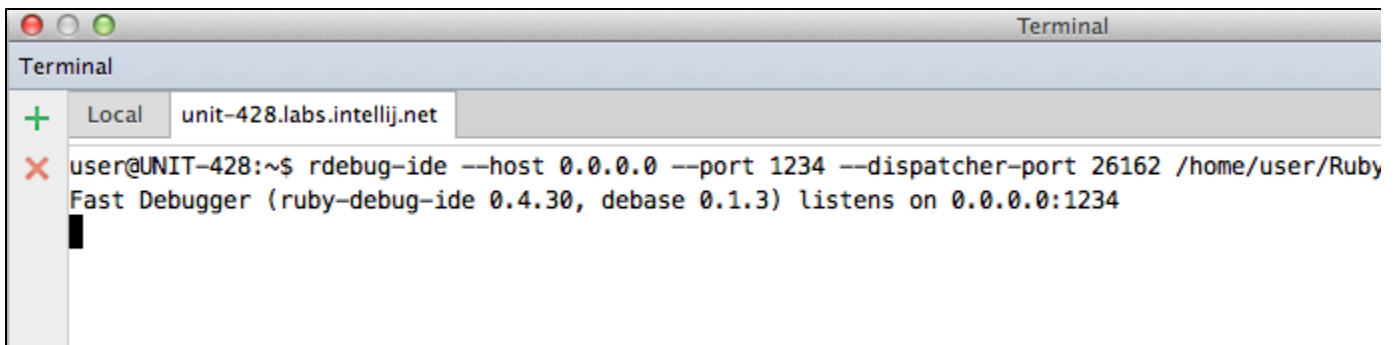 Terminal
Terminal
Local unit-428.labs.intellij.net
user@UNIT-428:~$ rdebug-ide --host 0.0.0.0 --port 1234 --dispatcher-port 26162 /home/user/Ruby
Fast Debugger (ruby-debug-ide 0.4.30, debase 0.1.3) listens on 0.0.0.0:1234